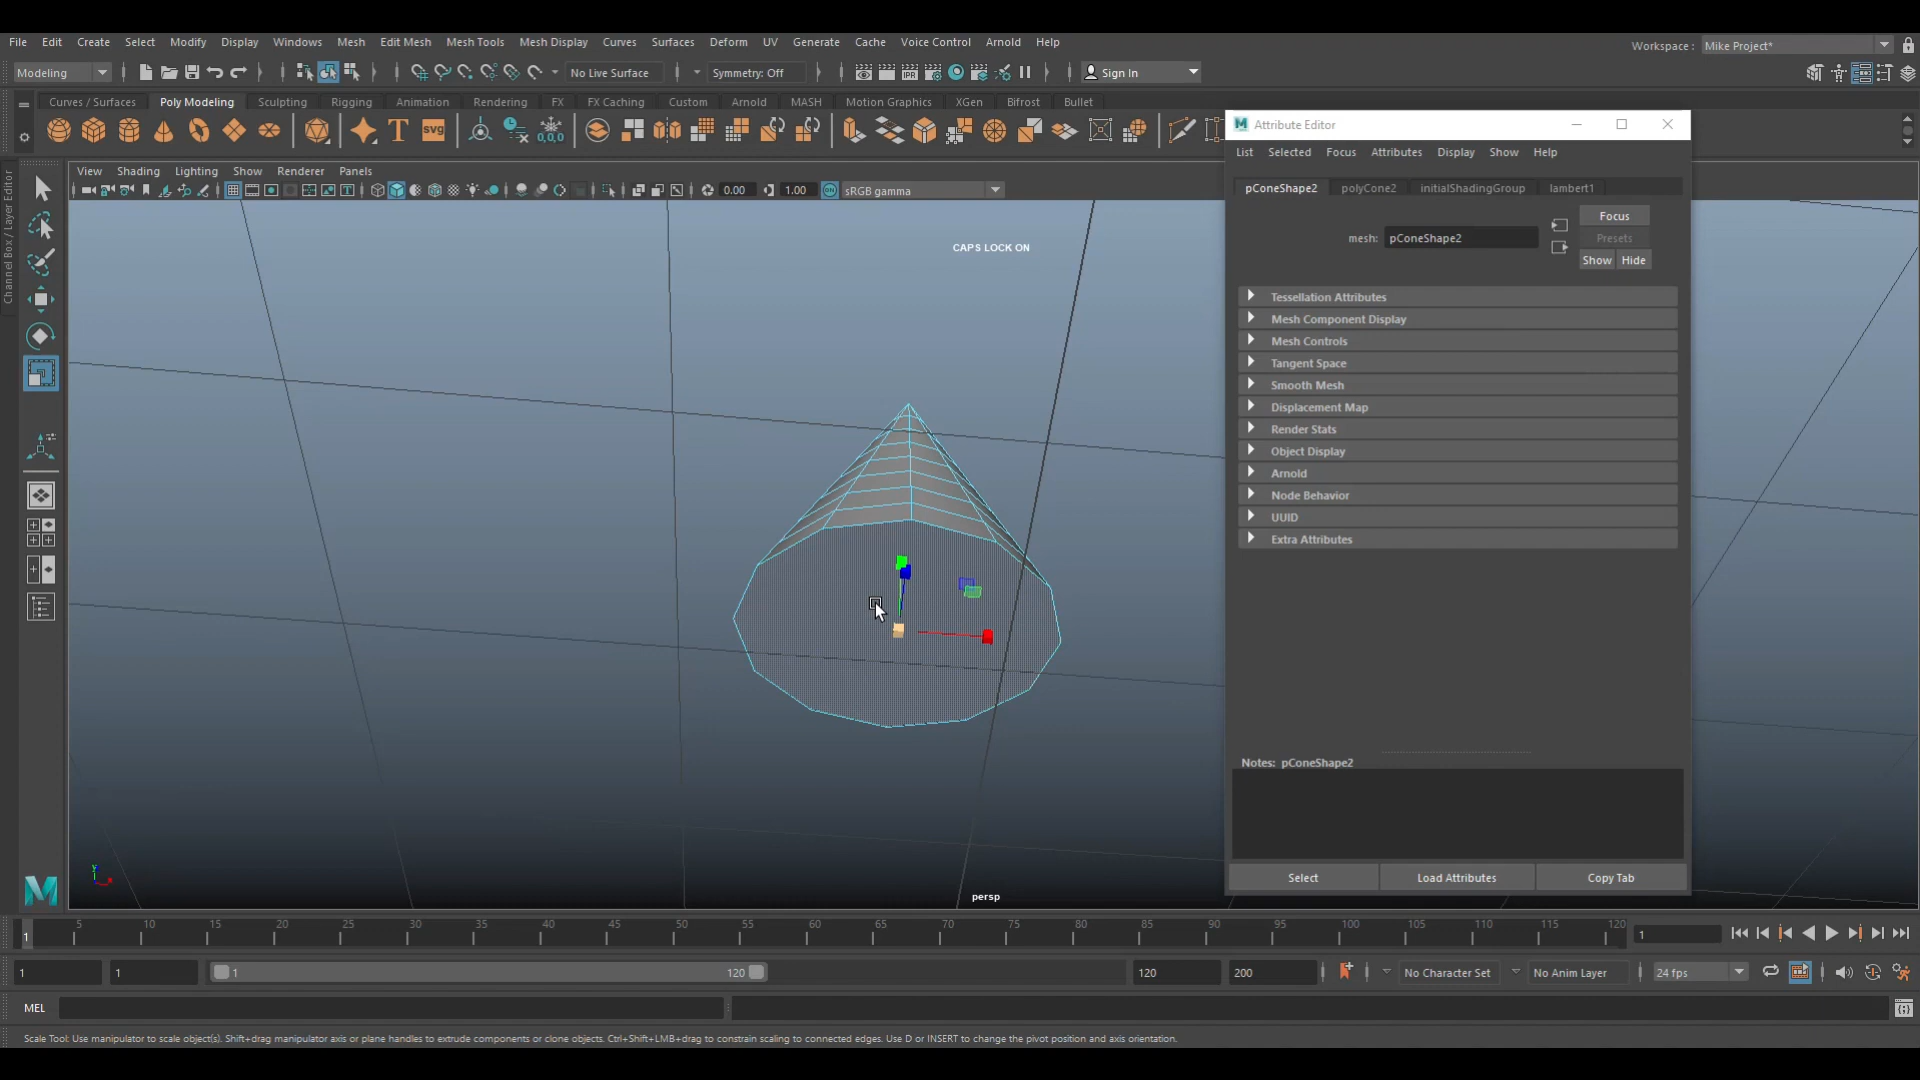 File Edit Create Select Modify Display Windows Mesh Edit Mesh Mesh Tools Mesh Display Curves Surfaces Deform UV Generate Cache Voice Control Arnold Help
Workspace : Mike Project*
Modeling
No Live Surface
Symmetry: Off
Sign In
Curves / Surfaces Poly Modeling Sculpting Rigging Animation Rendering FX FX Caching Custom Arnold MASH Motion Graphics XGen Bifrost Bullet
T svg 0,0,0
Attribute Editor
List Selected Focus Attributes Display Show Help
View Shading Lighting Show Renderer Panels
0.00 1.00 ON sRGB gamma
pConeShape2 polyCone2 initialShadingGroup lambert1
Focus
mesh: pConeShape2
Presets
Show Hide
CAPS LOCK ON
Channel Box / Layer Editor
Tessellation Attributes
Mesh Component Display
Mesh Controls
Tangent Space
Smooth Mesh
Displacement Map
Render Stats
Object Display
Arnold
Node Behavior
UUID
Extra Attributes
Notes: pConeShape2
Select Load Attributes Copy Tab
y x
persp
1 5 10 15 20 25 30 35 40 45 50 55 60 65 70 75 80 85 90 95 100 105 110 115 120
1
1 1 1 120 120 200 No Character Set No Anim Layer 24 fps
MEL
Scale Tool: Use manipulator to scale object(s). Shift+drag manipulator axis or plane handles to extrude components or clone objects. Ctrl+Shift+LMB+drag to constrain scaling to connected edges. Use D or INSERT to change the pivot position and axis orientation.